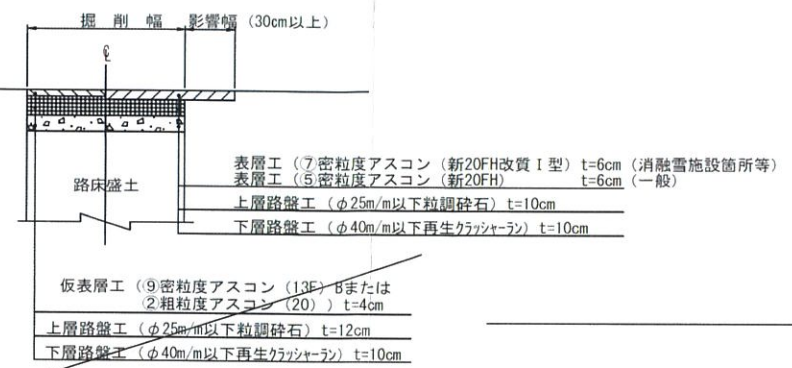 掘削幅 影響幅 (30cm以上)
℄
路床盛土
表層工 (⑦密粒度アスコン (新20FH改質Ⅰ型) t=6cm (消融雪施設箇所等)
表層工 (⑤密粒度アスコン (新20FH) t=6cm (一般)
上層路盤工 (φ25m/m以下粒調砕石) t=10cm
下層路盤工 (φ40m/m以下再生クラッシャーラン) t=10cm
仮表層工 (⑨密粒度アスコン (13F) Bまたは
②粗粒度アスコン (20) ) t=4cm
上層路盤工 (φ25m/m以下粒調砕石) t=12cm
下層路盤工 (φ40m/m以下再生クラッシャーラン) t=10cm